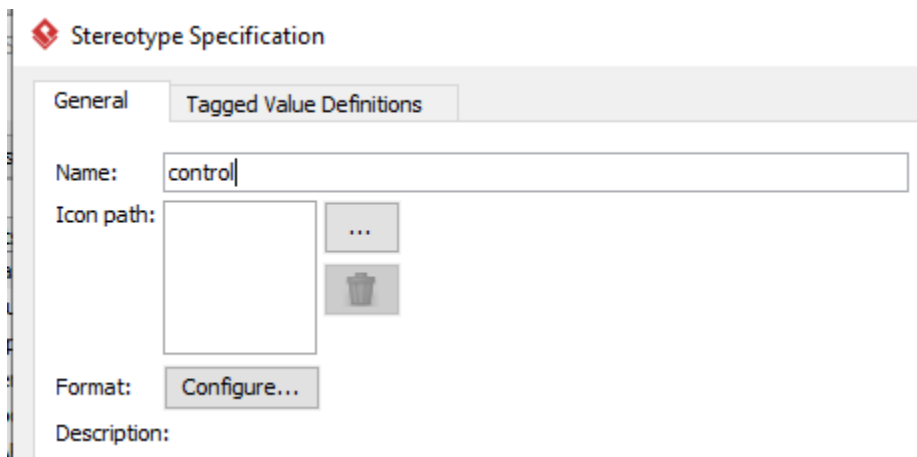 Stereotype Specification
General
Tagged Value Definitions
Name: control
Icon path: ...
Format: Configure...
Description: